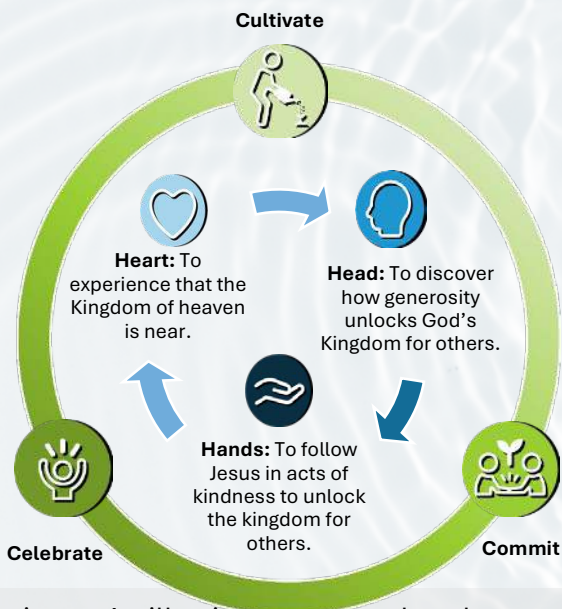 Cultivate
Heart: To
experience that the
Kingdom of heaven
is near.
Head: To discover
how generosity
unlocks God's
Kingdom for others.
Hands: To follow
Jesus in acts of
kindness to unlock
the kingdom for
others.
Celebrate
Commit